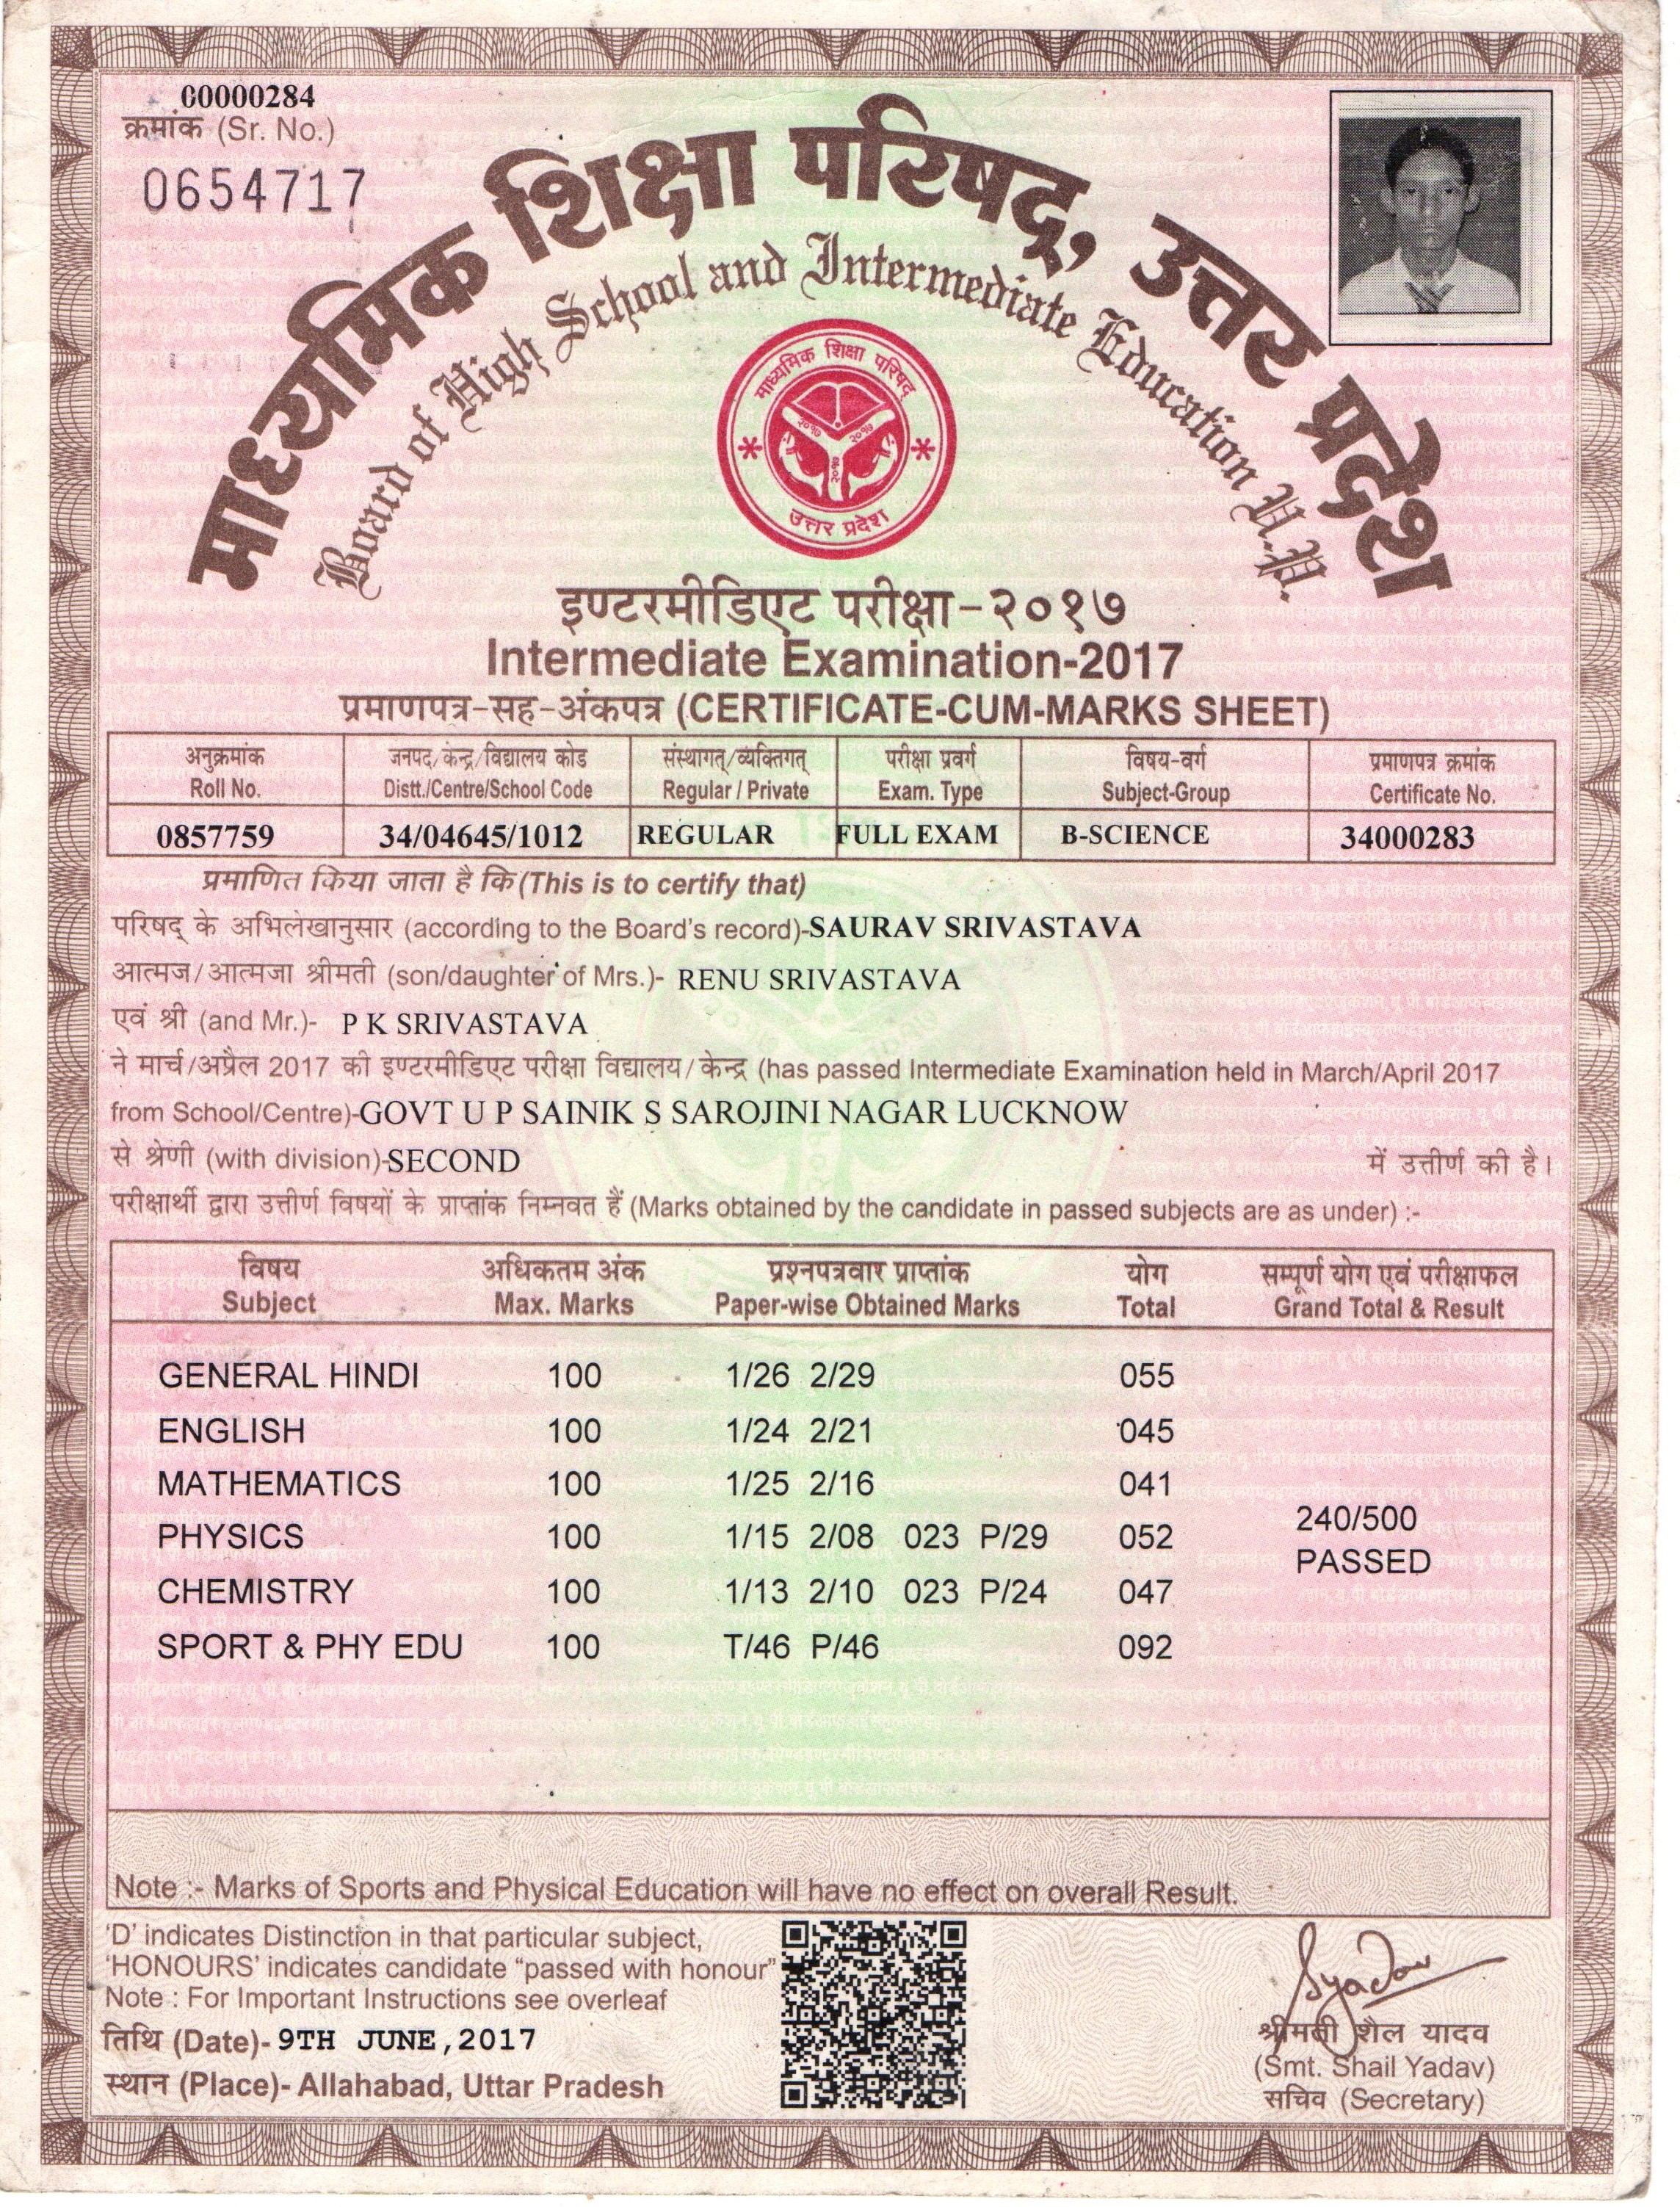 00000284
क्रमांक (Sr. No.)
0654717
माध्यमिक शिक्षा परिषद्, उत्तर प्रदेश
Board of High School and Intermediate Education U.P.
माध्यमिक शिक्षा परिषद्
२०१७ २०१७
२०१७
उत्तर प्रदेश
इण्टरमीडिएट परीक्षा-२०१७
Intermediate Examination-2017
प्रमाणपत्र-सह-अंकपत्र (CERTIFICATE-CUM-MARKS SHEET)
अनुक्रमांक जनपद/केन्द्र/विद्यालय कोड संस्थागत्/व्यक्तिगत् परीक्षा प्रवर्ग विषय-वर्ग प्रमाणपत्र क्रमांक
Roll No. Distt./Centre/School Code Regular / Private Exam. Type Subject-Group Certificate No.
0857759 34/04645/1012 REGULAR FULL EXAM B-SCIENCE 34000283
प्रमाणित किया जाता है कि (This is to certify that)
परिषद् के अभिलेखानुसार (according to the Board's record)-SAURAV SRIVASTAVA
आत्मज/आत्मजा श्रीमती (son/daughter of Mrs.)- RENU SRIVASTAVA
एवं श्री (and Mr.)- P K SRIVASTAVA
ने मार्च/अप्रैल 2017 की इण्टरमीडिएट परीक्षा विद्यालय/केन्द्र (has passed Intermediate Examination held in March/April 2017
from School/Centre)-GOVT U P SAINIK S SAROJINI NAGAR LUCKNOW
से श्रेणी (with division)-SECOND में उत्तीर्ण की है।
परीक्षार्थी द्वारा उत्तीर्ण विषयों के प्राप्तांक निम्नवत हैं (Marks obtained by the candidate in passed subjects are as under) :-
विषय अधिकतम अंक प्रश्नपत्रवार प्राप्तांक योग सम्पूर्ण योग एवं परीक्षाफल
Subject Max. Marks Paper-wise Obtained Marks Total Grand Total & Result
GENERAL HINDI 100 1/26 2/29 055
ENGLISH 100 1/24 2/21 045
MATHEMATICS 100 1/25 2/16 041
240/500
PHYSICS 100 1/15 2/08 023 P/29 052
PASSED
CHEMISTRY 100 1/13 2/10 023 P/24 047
SPORT & PHY EDU 100 T/46 P/46 092
Note :- Marks of Sports and Physical Education will have no effect on overall Result.
'D' indicates Distinction in that particular subject,
'HONOURS' indicates candidate "passed with honour"
Note : For Important Instructions see overleaf
तिथि (Date)- 9TH JUNE,2017
स्थान (Place)- Allahabad, Uttar Pradesh
Syadav
श्रीमती शैल यादव
(Smt. Shail Yadav)
सचिव (Secretary)